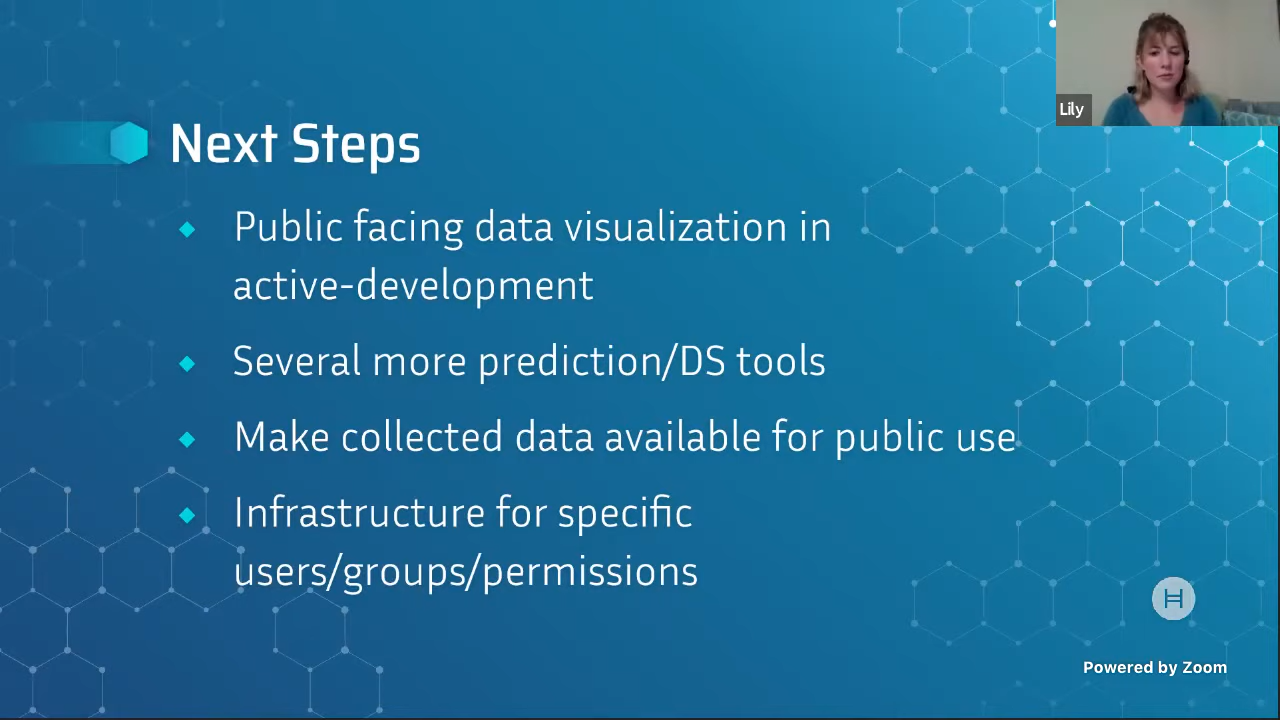 Lily
Next Steps
Public facing data visualization in
active-development
Several more prediction/DS tools
Make collected data available for public use
Infrastructure for specific
users/groups/permissions
Powered by Zoom